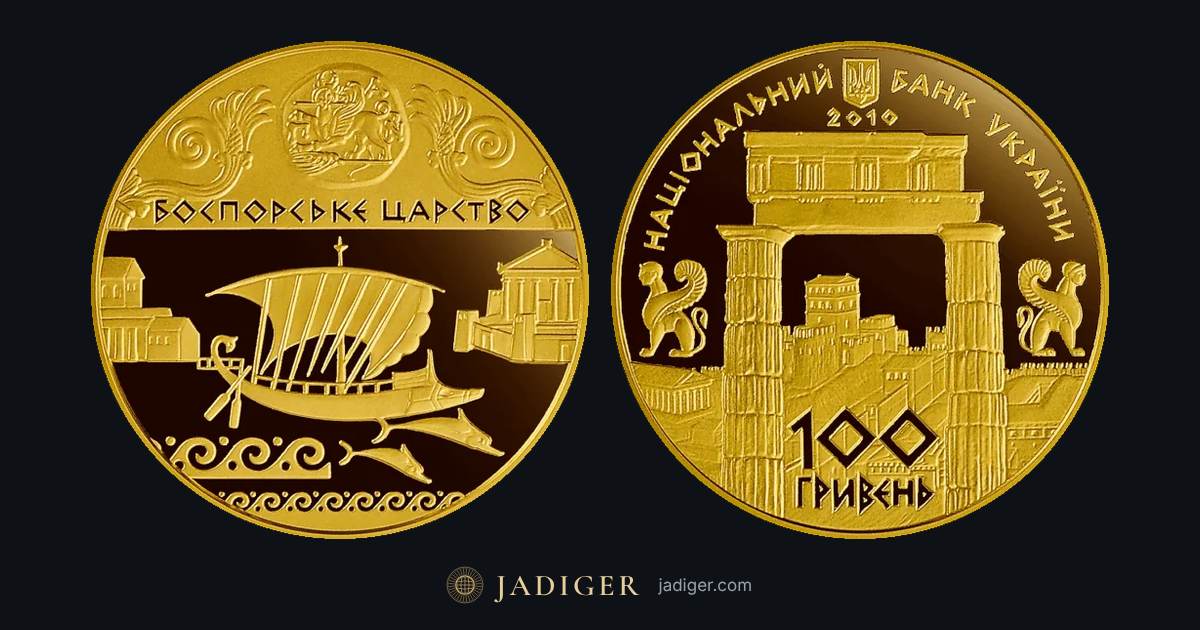 БОСПОРСЬКЕ ЦАРСТВО
НАЦІОНАЛЬНИЙ БАНК УКРАЇНИ
2010
100
ГРИВЕНЬ
JADIGER jadiger.com